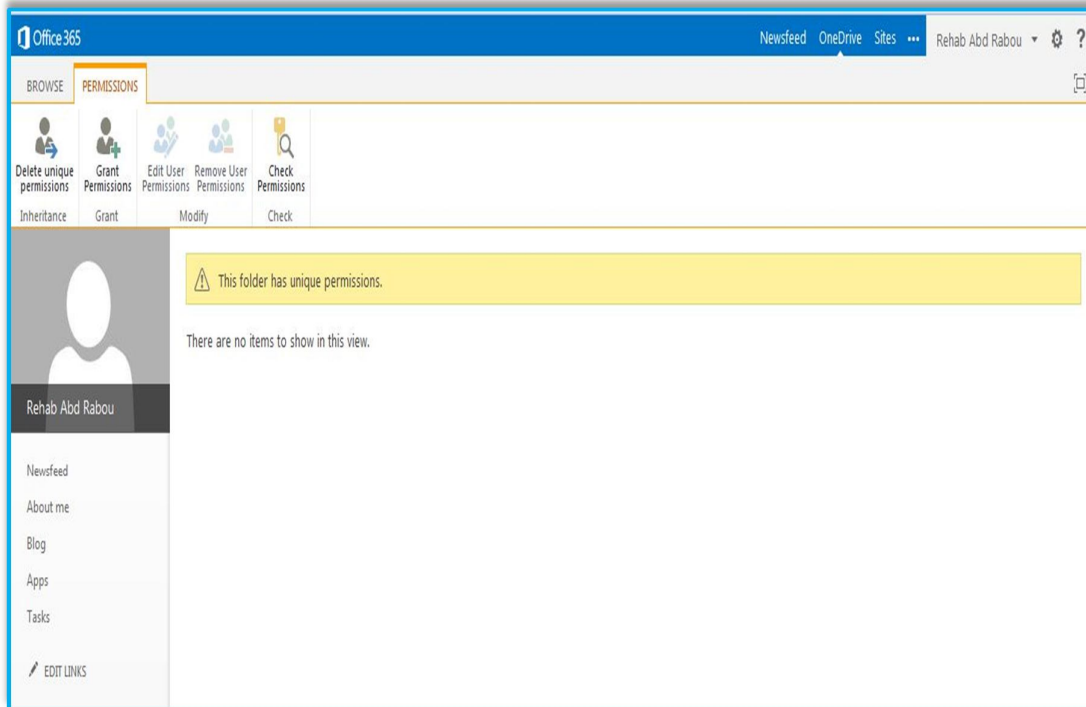 Office 365
Newsfeed OneDrive Sites ••• Rehab Abd Rabou ?
BROWSE PERMISSIONS
Delete unique permissions
Grant Permissions
Edit User Permissions
Remove User Permissions
Check Permissions
Inheritance Grant Modify Check
This folder has unique permissions.
There are no items to show in this view.
Rehab Abd Rabou
Newsfeed
About me
Blog
Apps
Tasks
EDIT LINKS